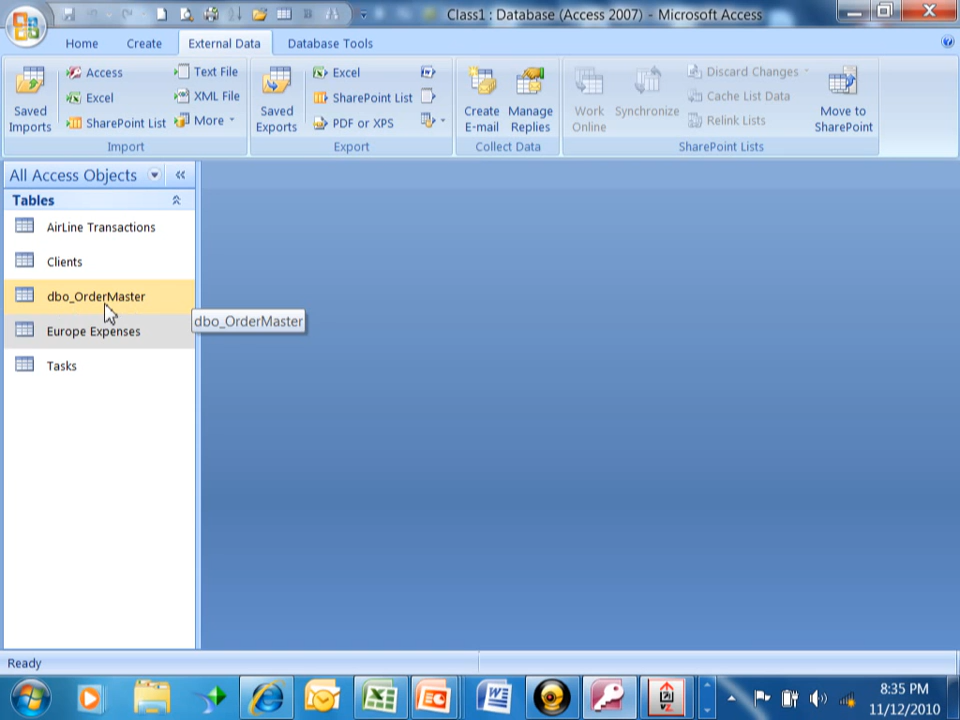 Class1 : Database (Access 2007) - Microsoft Access
Home Create External Data Database Tools
Saved Imports
Access
Excel
SharePoint List
Text File
XML File
More
Import
Saved Exports
Excel
SharePoint List
PDF or XPS
Export
Create E-mail
Manage Replies
Collect Data
Work Online
Synchronize
Discard Changes
Cache List Data
Relink Lists
Move to SharePoint
SharePoint Lists
All Access Objects
Tables
AirLine Transactions
Clients
dbo_OrderMaster
dbo_OrderMaster
Europe Expenses
Tasks
Ready
8:35 PM
11/12/2010